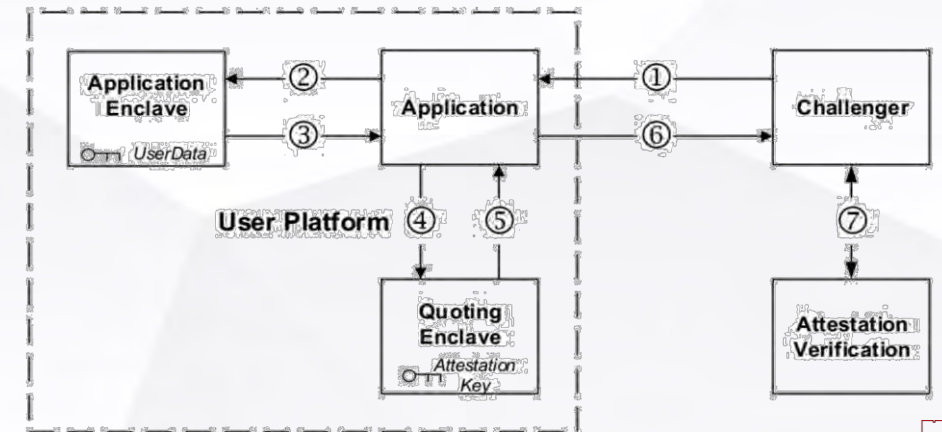 Application
Enclave
UserData
②
③
Application
①
⑥
Challenger
User Platform
④
⑤
⑦
Quoting
Enclave
Attestation
Key
Attestation
Verification